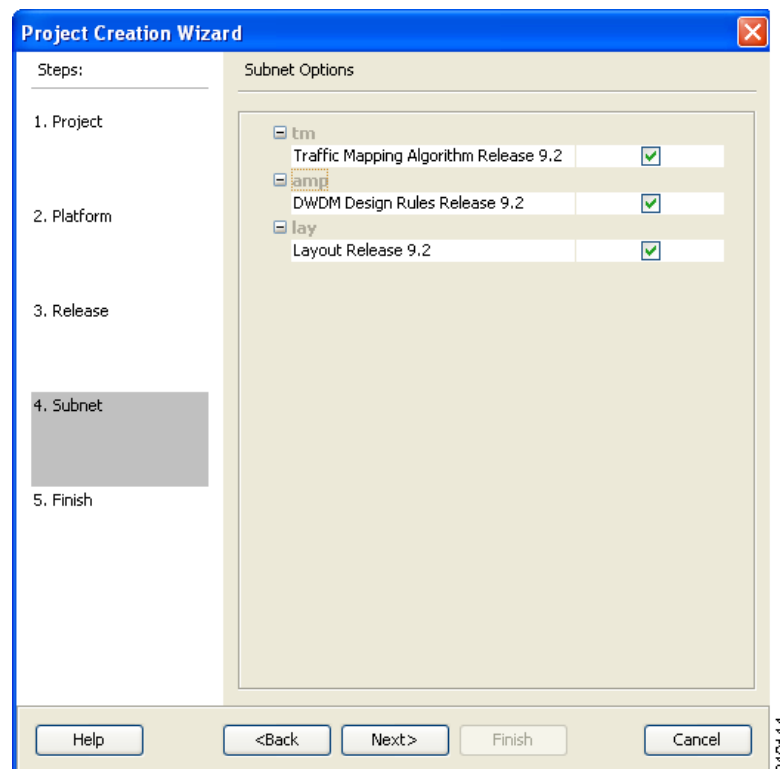 Project Creation Wizard
Steps:
Subnet Options
1. Project
2. Platform
3. Release
4. Subnet
5. Finish
tm
Traffic Mapping Algorithm Release 9.2
amp
DWDM Design Rules Release 9.2
lay
Layout Release 9.2
Help
<Back
Next>
Finish
Cancel